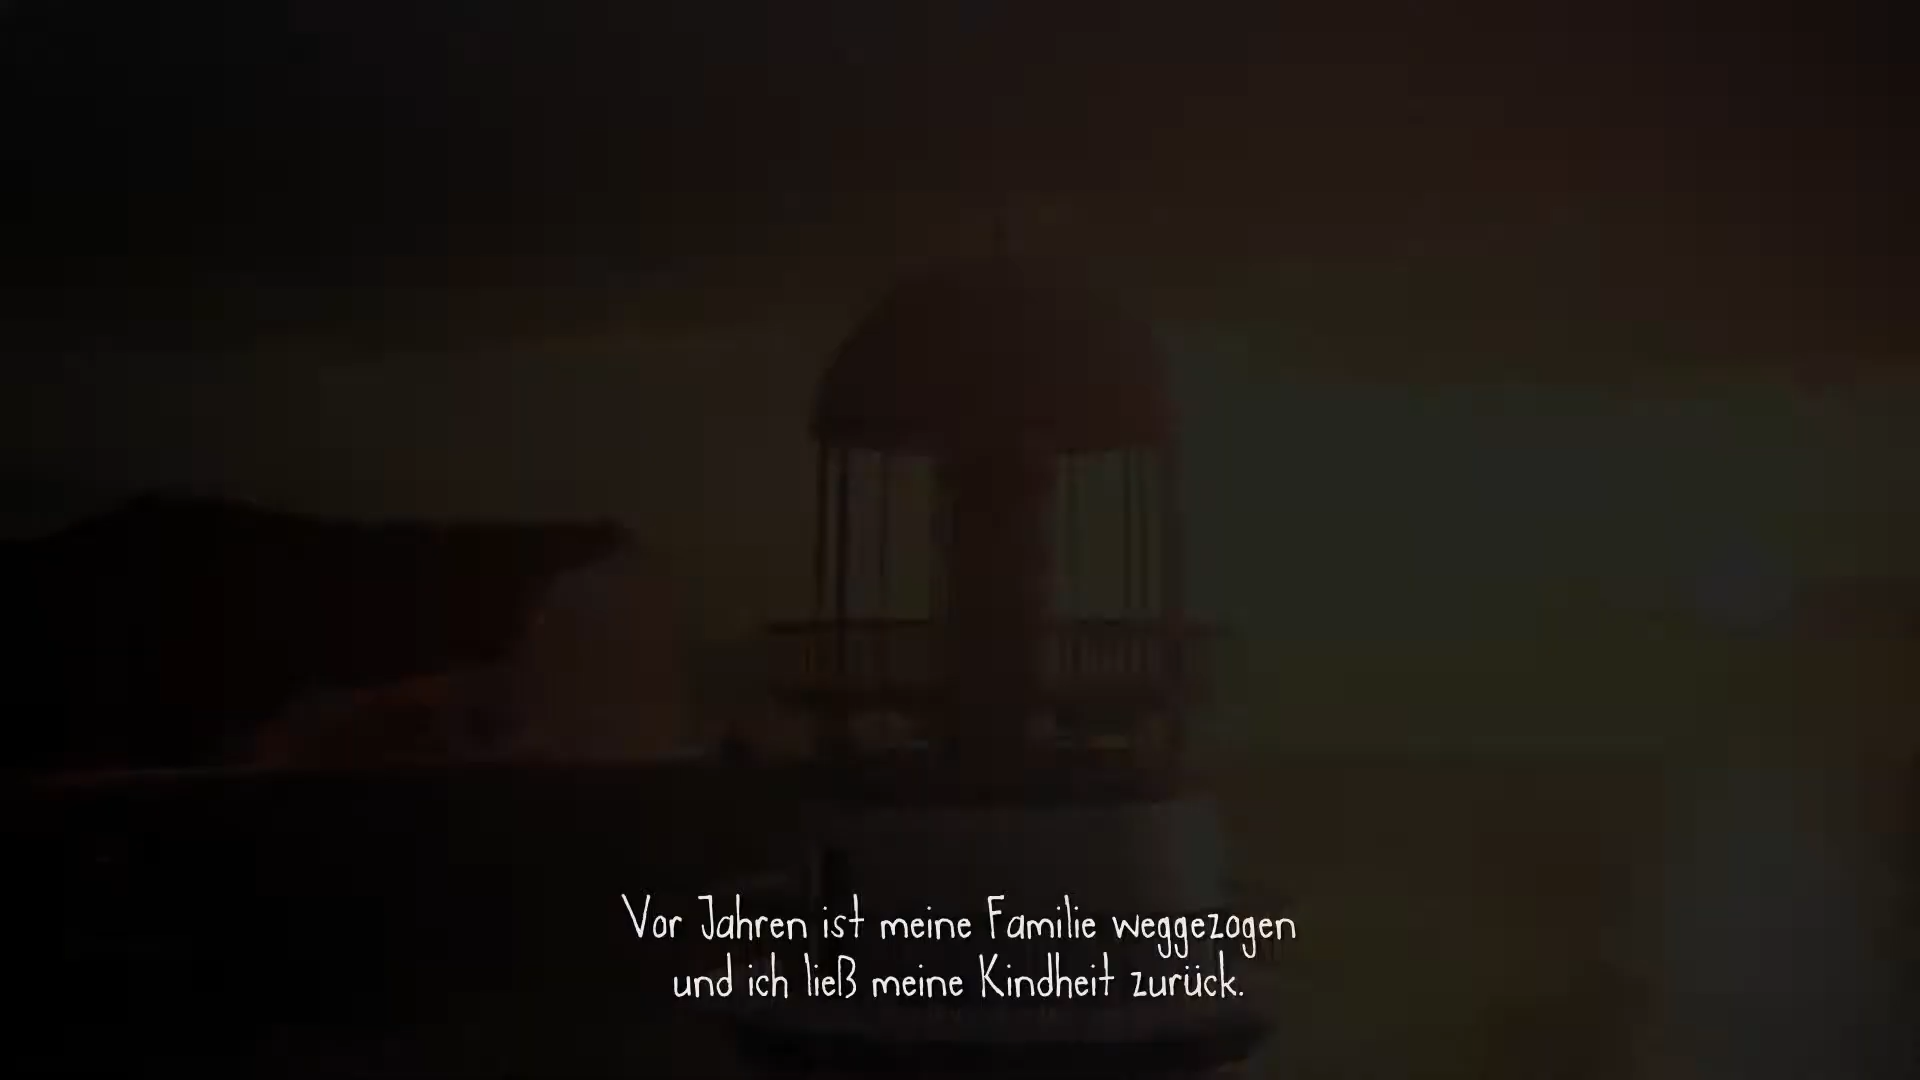 Vor Jahren ist meine Familie weggezogen
und ich ließ meine Kindheit zurück.